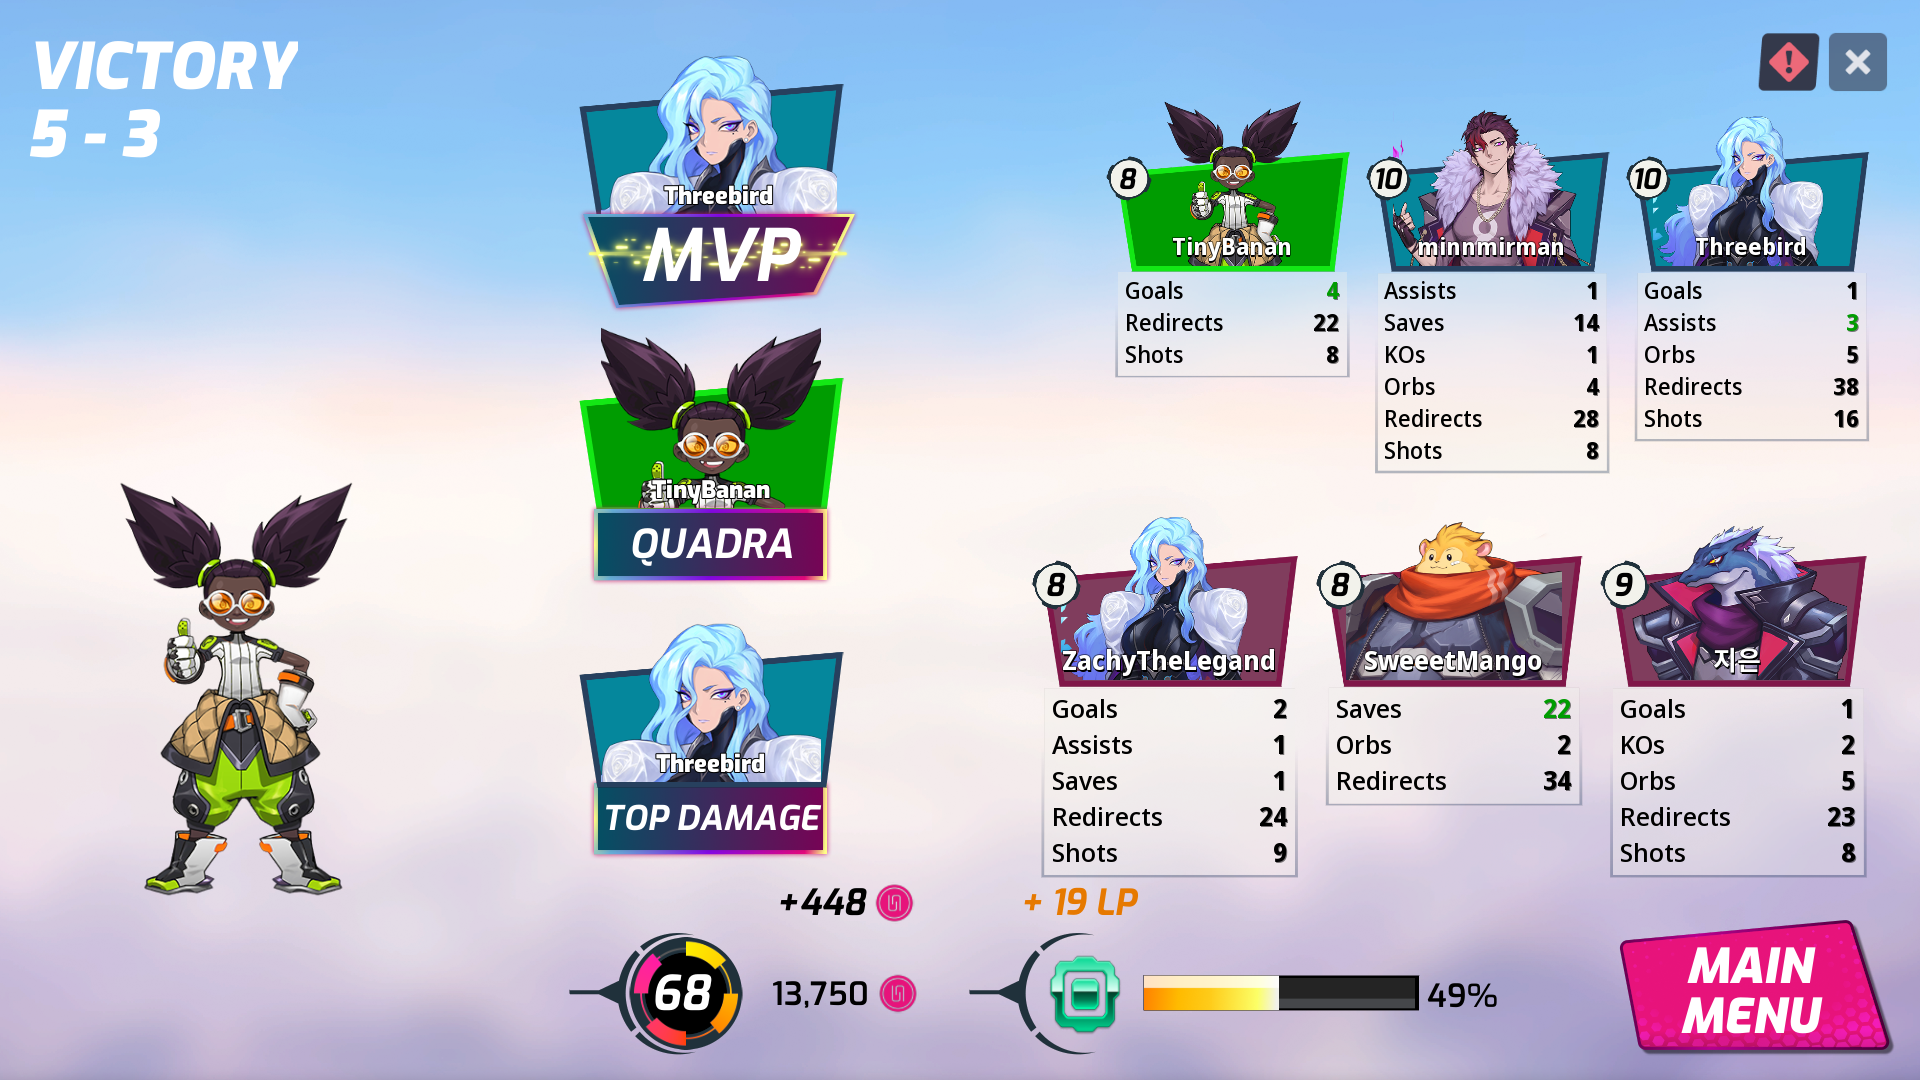 VICTORY
5 - 3
Threebird
MVP
TinyBanan
QUADRA
Threebird
TOP DAMAGE
8
TinyBanan
Goals 4
Redirects 22
Shots 8
10
minnmirman
Assists 1
Saves 14
KOs 1
Orbs 4
Redirects 28
Shots 8
10
Threebird
Goals 1
Assists 3
Orbs 5
Redirects 38
Shots 16
8
ZachyTheLegand
Goals 2
Assists 1
Saves 1
Redirects 24
Shots 9
8
SweeetMango
Saves 22
Orbs 2
Redirects 34
9
지은
Goals 1
KOs 2
Orbs 5
Redirects 23
Shots 8
+448
+ 19 LP
68
13,750
49%
MAIN
MENU